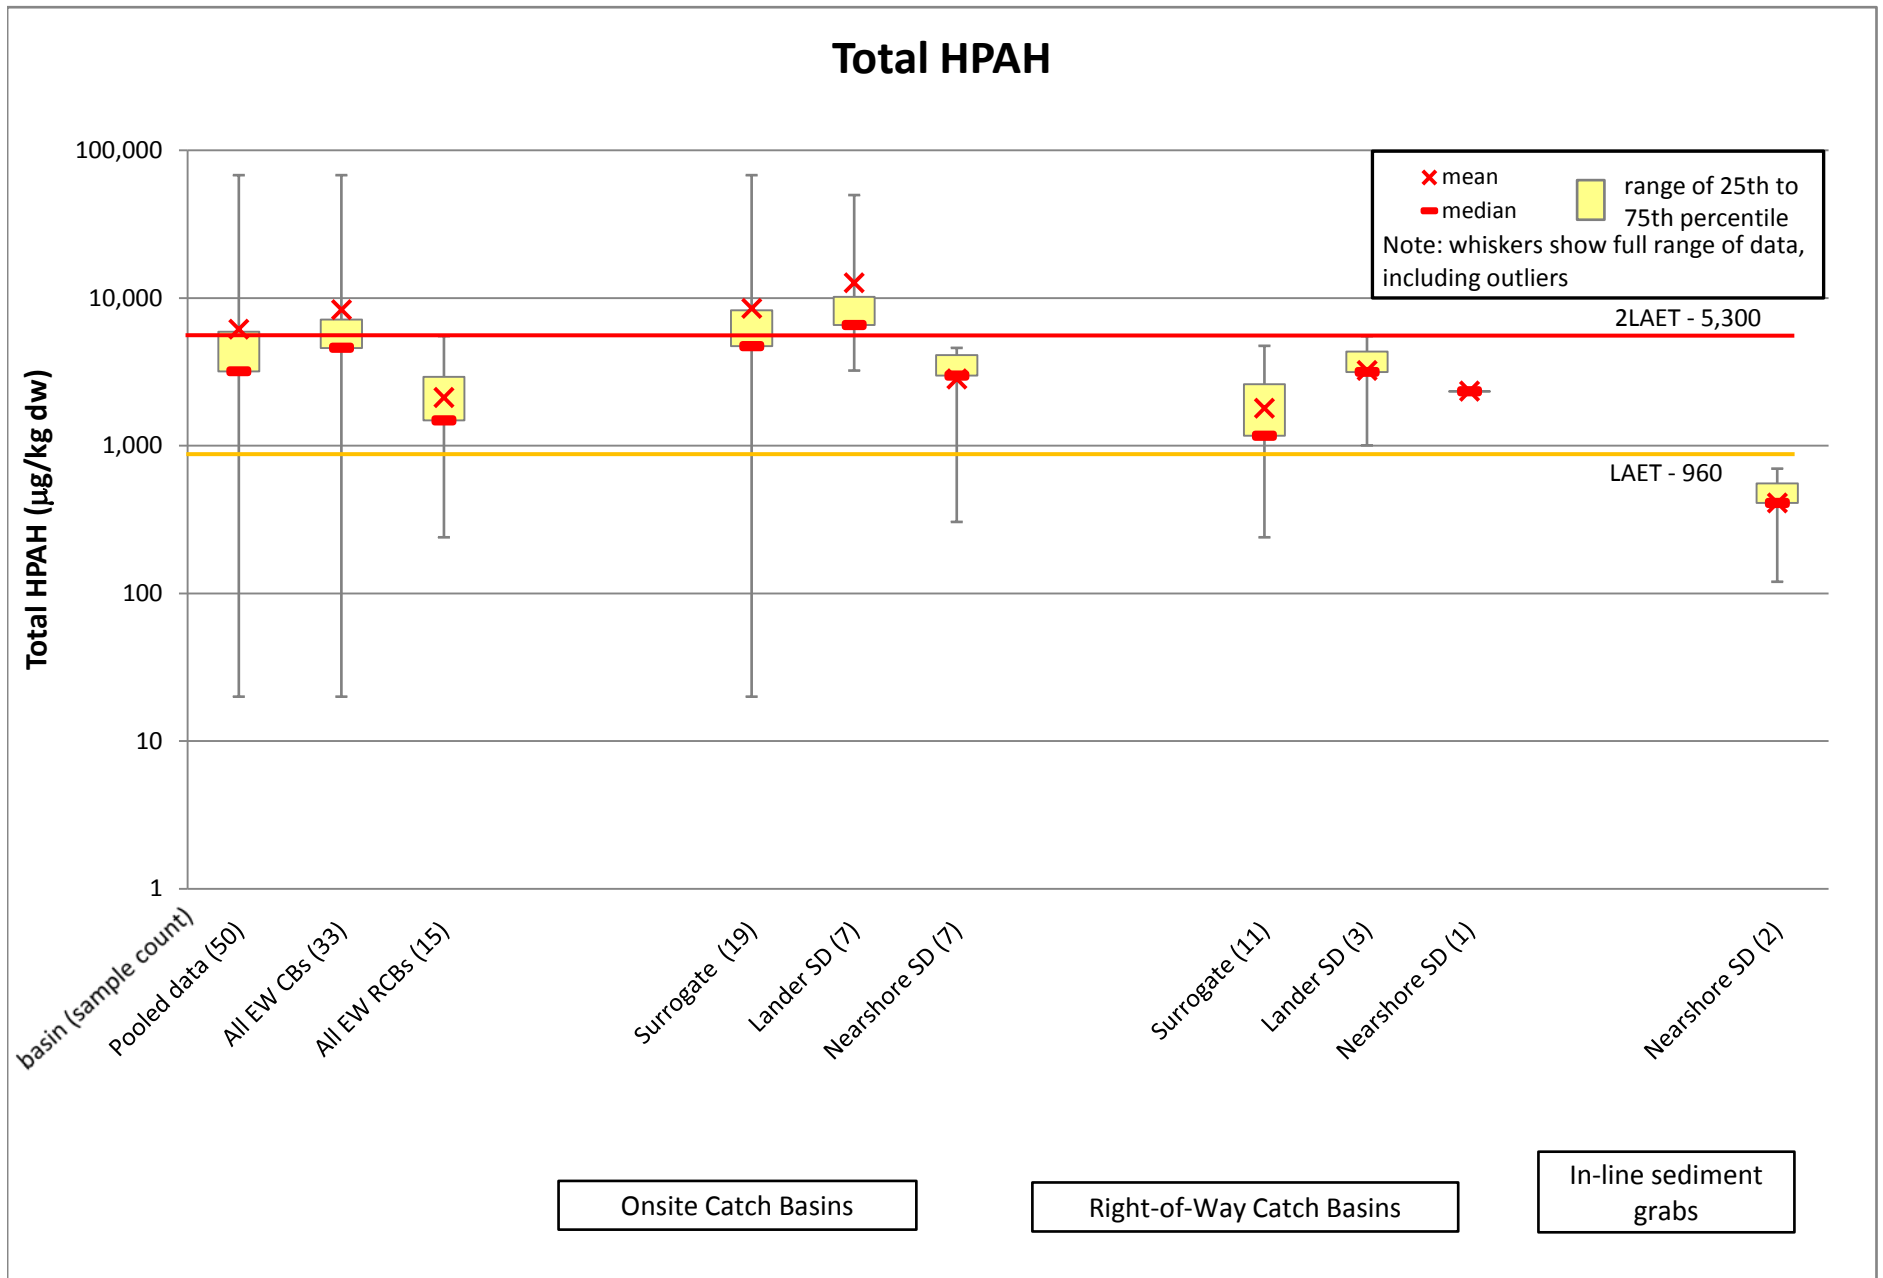 Total HPAH
100,000
10,000
1,000
100
10
1
Total HPAH (µg/kg dw)
mean
median
range of 25th to
75th percentile
Note: whiskers show full range of data,
including outliers
2LAET - 5,300
LAET - 960
basin (sample count)
Pooled data (50)
All EW CBs (33)
All EW RCBs (15)
Surrogate (19)
Lander SD (7)
Nearshore SD (7)
Surrogate (11)
Lander SD (3)
Nearshore SD (1)
Nearshore SD (2)
Onsite Catch Basins
Right-of-Way Catch Basins
In-line sediment
grabs